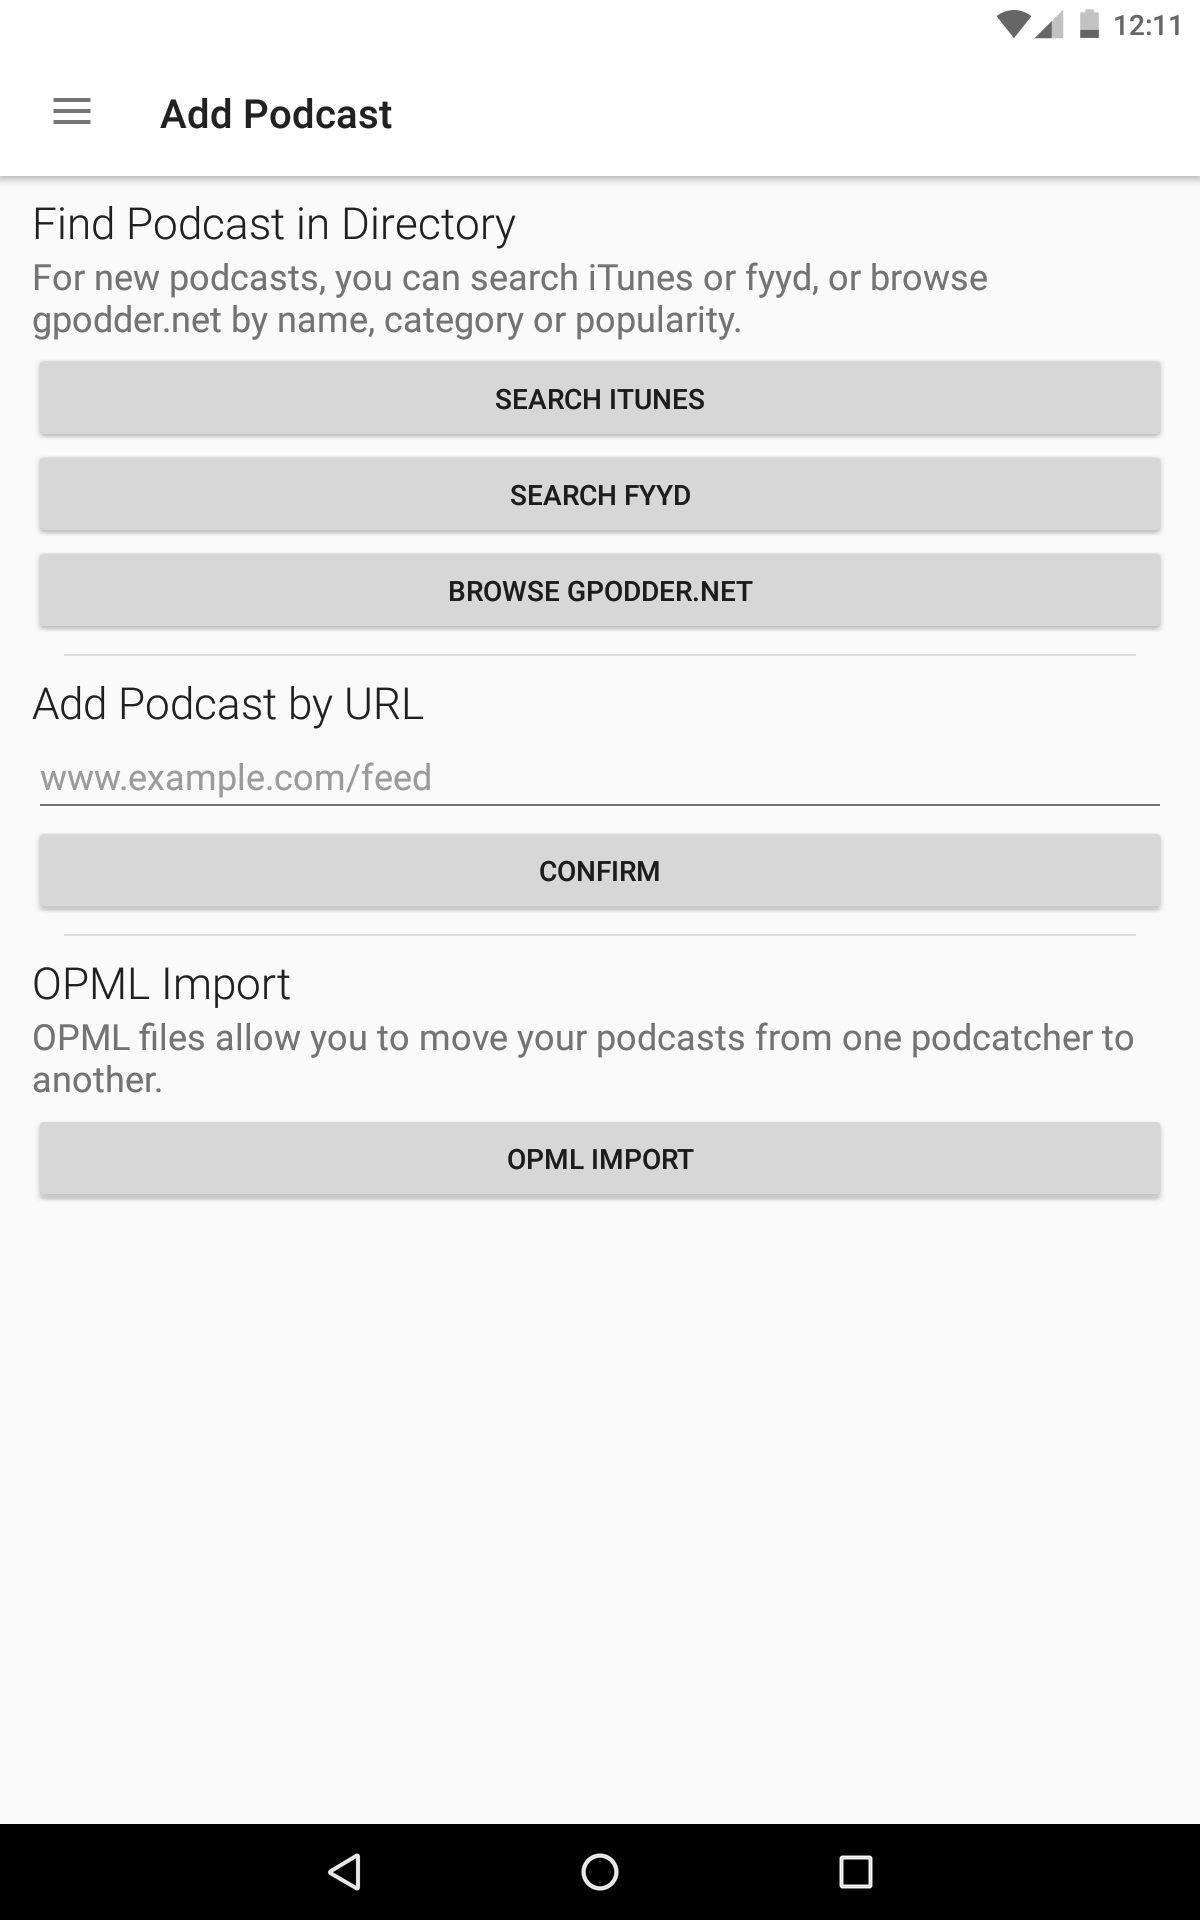 12:11
Add Podcast
Find Podcast in Directory
For new podcasts, you can search iTunes or fyyd, or browse
gpodder.net by name, category or popularity.
SEARCH ITUNES
SEARCH FYYD
BROWSE GPODDER.NET
Add Podcast by URL
www.example.com/feed
CONFIRM
OPML Import
OPML files allow you to move your podcasts from one podcatcher to
another.
OPML IMPORT